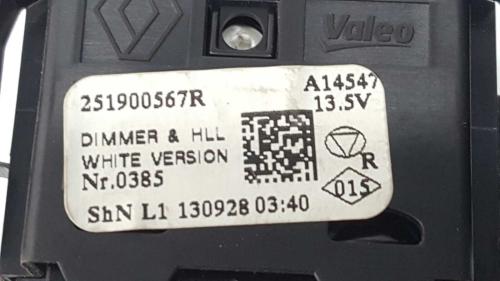 Valeo
251900567R
A14547
13.5V
DIMMER & HLL
WHITE VERSION
Nr.0385
R
015
ShN L1 130928 03:40